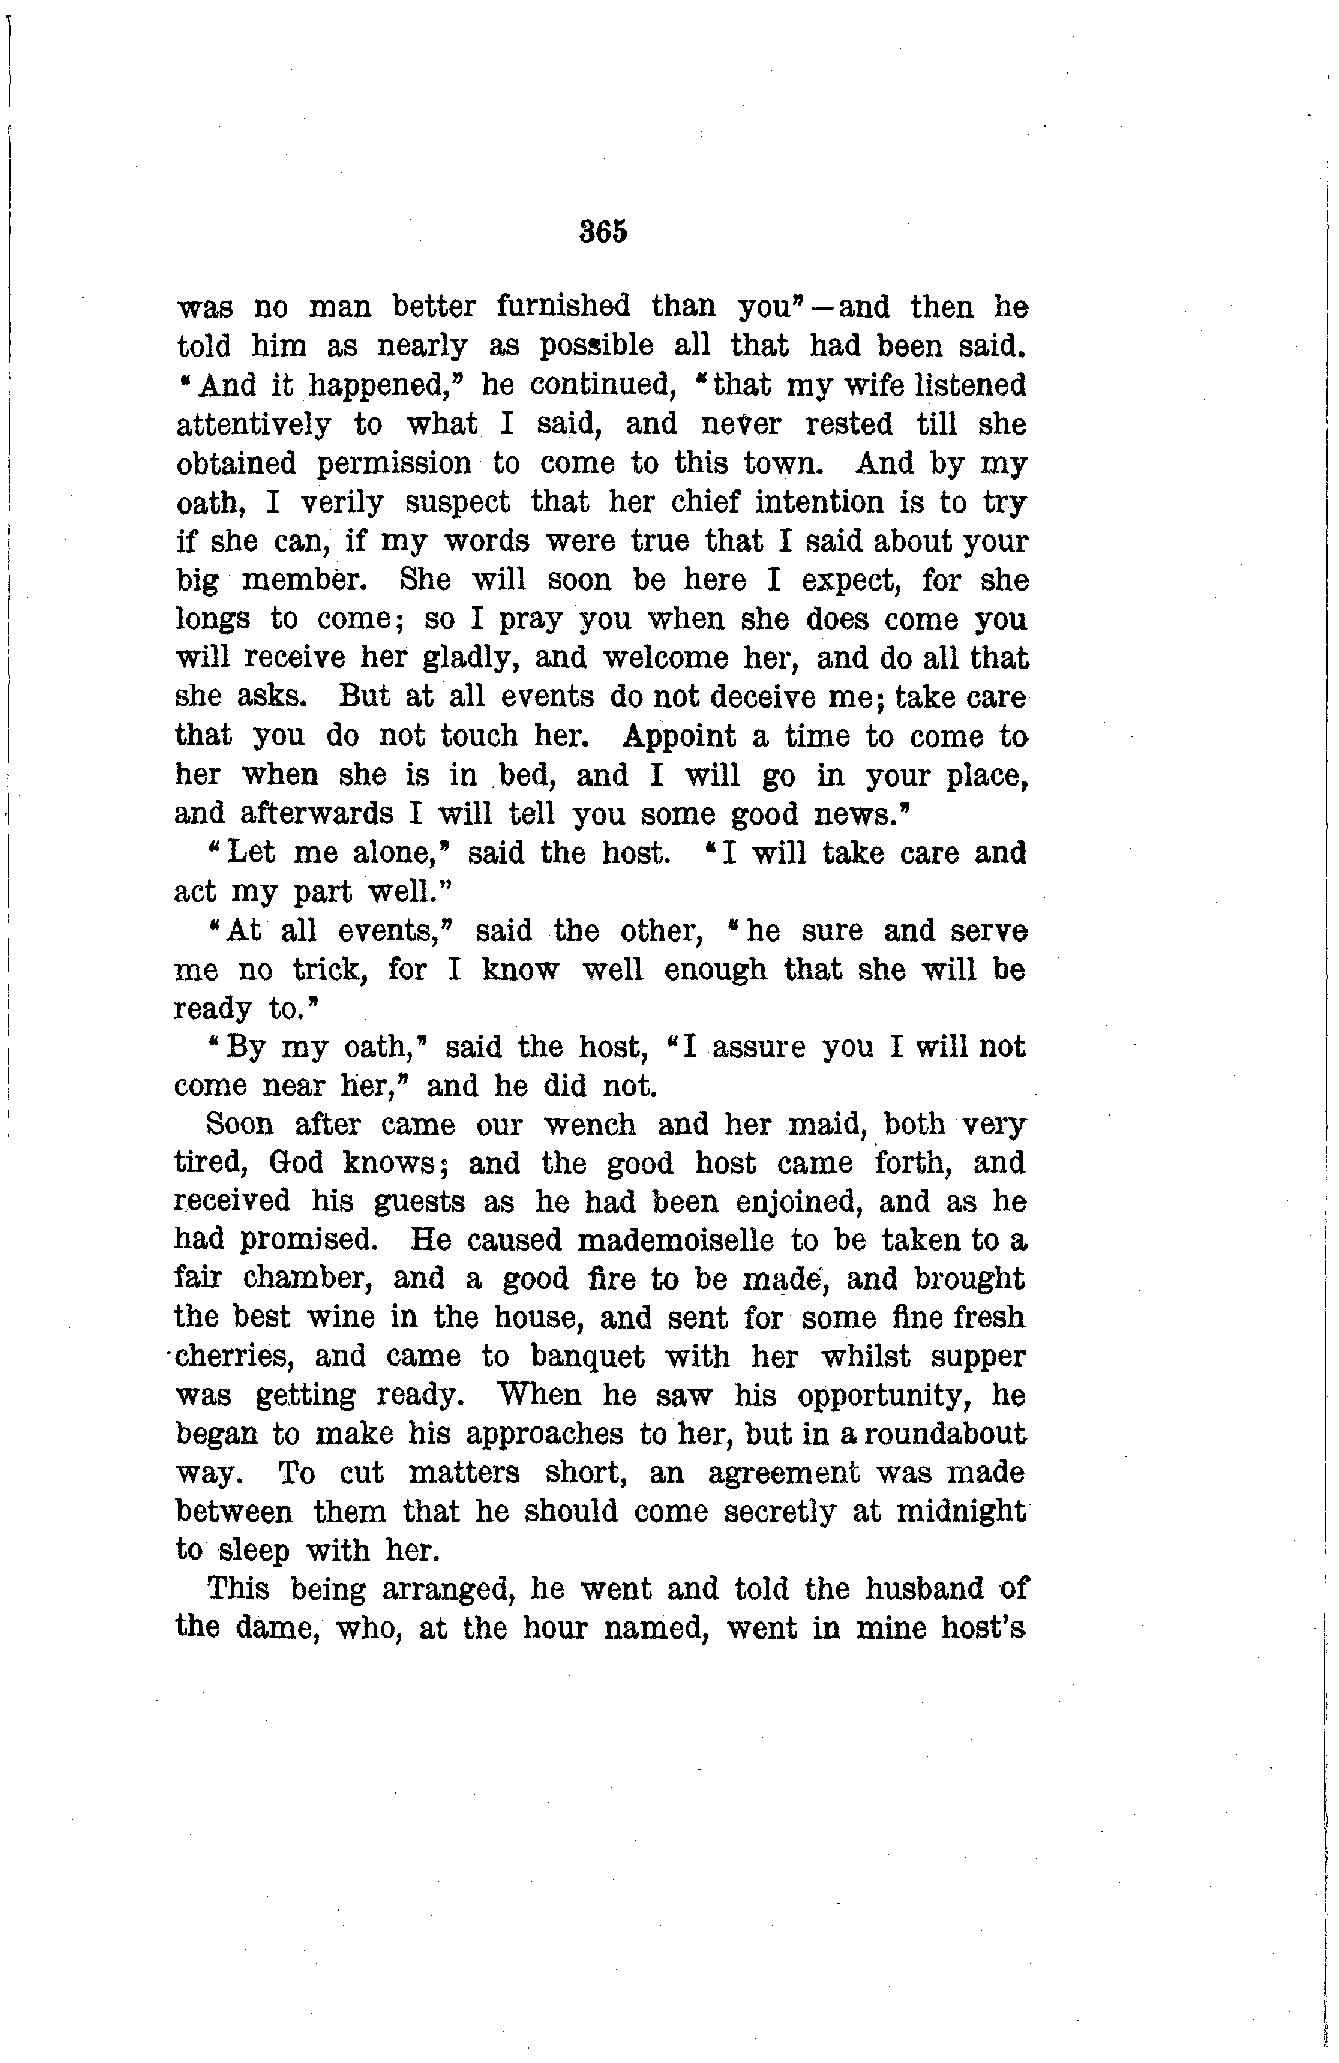 365
was no man better furnished than you"—and then he
told him as nearly as possible all that had been said.
"And it happened," he continued, "that my wife listened
attentively to what I said, and never rested till she
obtained permission to come to this town. And by my
oath, I verily suspect that her chief intention is to try
if she can, if my words were true that I said about your
big member. She will soon be here I expect, for she
longs to come; so I pray you when she does come you
will receive her gladly, and welcome her, and do all that
she asks. But at all events do not deceive me; take care
that you do not touch her. Appoint a time to come to
her when she is in bed, and I will go in your place,
and afterwards I will tell you some good news."
"Let me alone," said the host. "I will take care and
act my part well."
"At all events," said the other, "he sure and serve
me no trick, for I know well enough that she will be
ready to."
"By my oath," said the host, "I assure you I will not
come near her," and he did not.
Soon after came our wench and her maid, both very
tired, God knows; and the good host came forth, and
received his guests as he had been enjoined, and as he
had promised. He caused mademoiselle to be taken to a
fair chamber, and a good fire to be made, and brought
the best wine in the house, and sent for some fine fresh
cherries, and came to banquet with her whilst supper
was getting ready. When he saw his opportunity, he
began to make his approaches to her, but in a roundabout
way. To cut matters short, an agreement was made
between them that he should come secretly at midnight
to sleep with her.
This being arranged, he went and told the husband of
the dame, who, at the hour named, went in mine host's